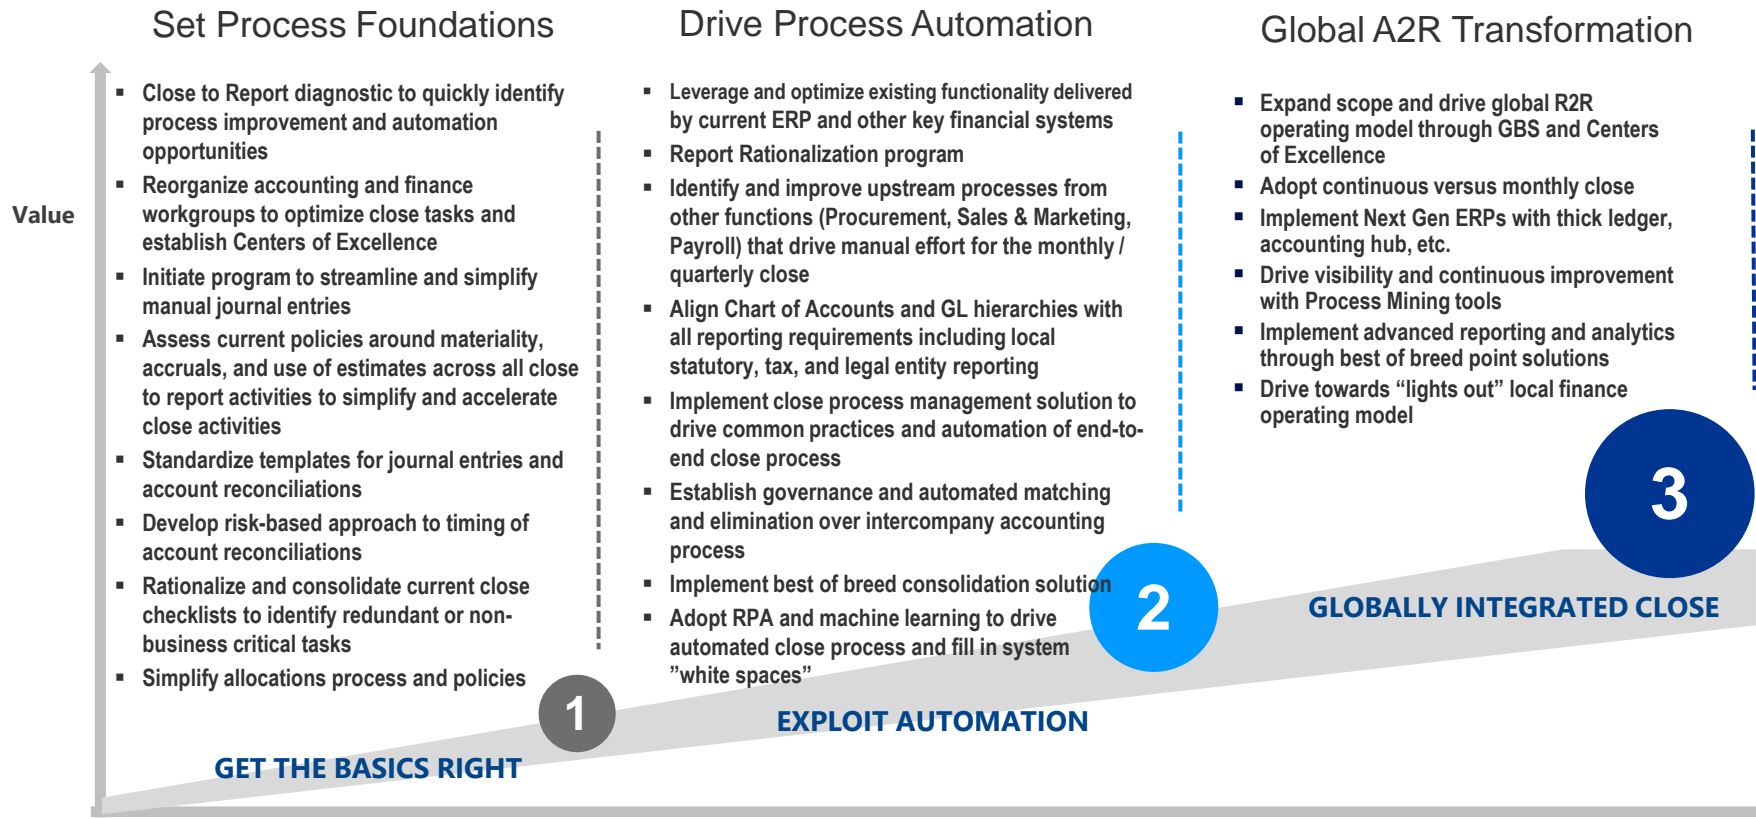 Set Process Foundations
Drive Process Automation
Global A2R Transformation
Value
▪ Close to Report diagnostic to quickly identify
process improvement and automation
opportunities
▪ Reorganize accounting and finance
workgroups to optimize close tasks and
establish Centers of Excellence
▪ Initiate program to streamline and simplify
manual journal entries
▪ Assess current policies around materiality,
accruals, and use of estimates across all close
to report activities to simplify and accelerate
close activities
▪ Standardize templates for journal entries and
account reconciliations
▪ Develop risk-based approach to timing of
account reconciliations
▪ Rationalize and consolidate current close
checklists to identify redundant or non-
business critical tasks
▪ Simplify allocations process and policies
1
GET THE BASICS RIGHT
▪ Leverage and optimize existing functionality delivered
by current ERP and other key financial systems
▪ Report Rationalization program
▪ Identify and improve upstream processes from
other functions (Procurement, Sales & Marketing,
Payroll) that drive manual effort for the monthly /
quarterly close
▪ Align Chart of Accounts and GL hierarchies with
all reporting requirements including local
statutory, tax, and legal entity reporting
▪ Implement close process management solution to
drive common practices and automation of end-to-
end close process
▪ Establish governance and automated matching
and elimination over intercompany accounting
process
▪ Implement best of breed consolidation solution
▪ Adopt RPA and machine learning to drive
automated close process and fill in system
”white spaces”
2
EXPLOIT AUTOMATION
▪ Expand scope and drive global R2R
operating model through GBS and Centers
of Excellence
▪ Adopt continuous versus monthly close
▪ Implement Next Gen ERPs with thick ledger,
accounting hub, etc.
▪ Drive visibility and continuous improvement
with Process Mining tools
▪ Implement advanced reporting and analytics
through best of breed point solutions
▪ Drive towards “lights out” local finance
operating model
3
GLOBALLY INTEGRATED CLOSE